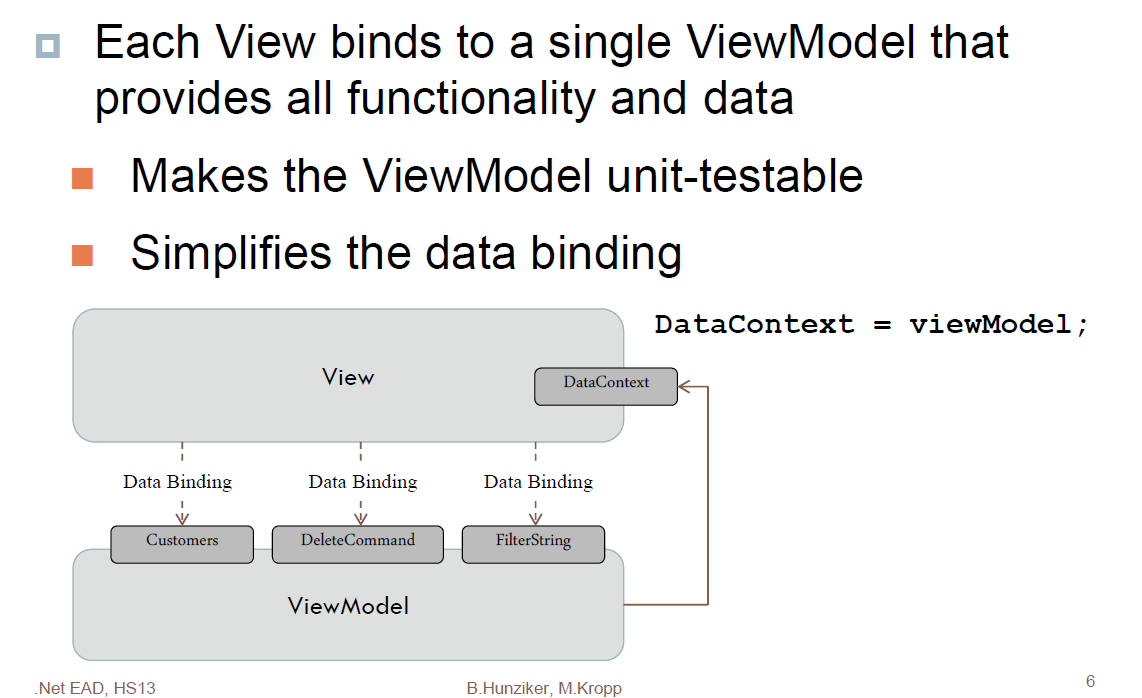 Each View binds to a single ViewModel that
provides all functionality and data
Makes the ViewModel unit-testable
Simplifies the data binding
DataContext = viewModel;
View
DataContext
Data Binding
Data Binding
Data Binding
Customers
DeleteCommand
FilterString
ViewModel
.Net EAD, HS13
B.Hunziker, M.Kropp
6